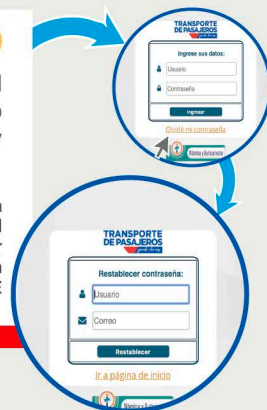 TRANSPORTE
DE PASAJEROS
Ingrese sus datos:
Usuario
Contraseña
Ingresar
Olvidé mi contraseña
TRANSPORTE
DE PASAJEROS
Restablecer contraseña:
Usuario
Correo
Restablecer
Ir a página de inicio